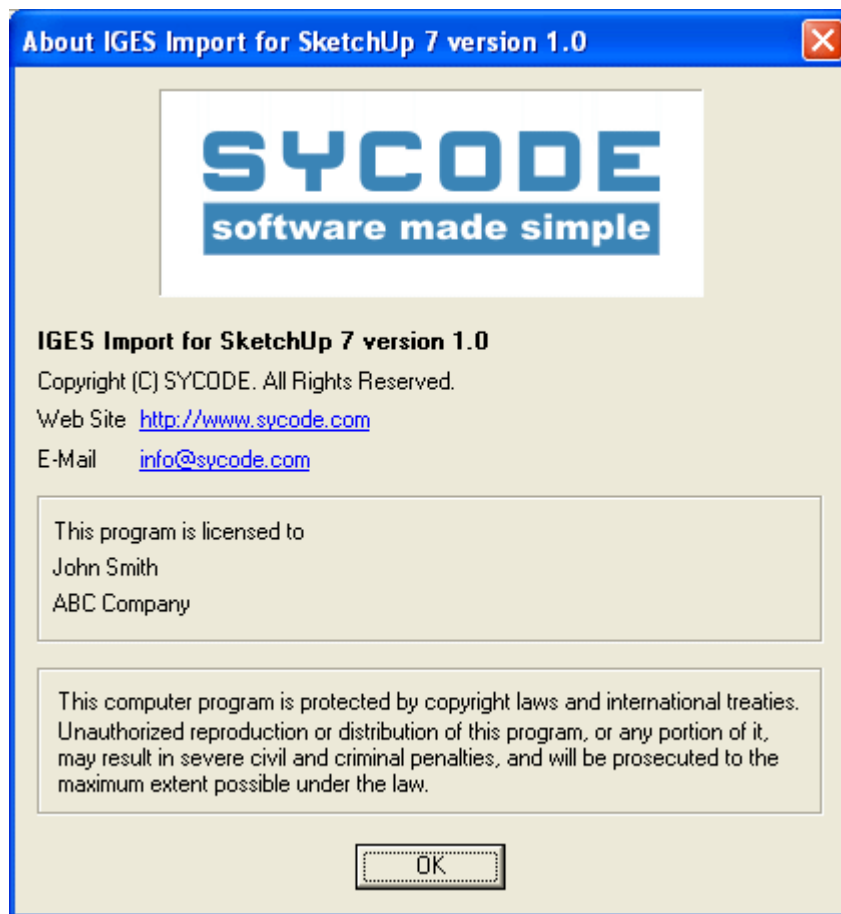 About IGES Import for SketchUp 7 version 1.0
SYCODE
software made simple
IGES Import for SketchUp 7 version 1.0
Copyright (C) SYCODE. All Rights Reserved.
Web Site http://www.sycode.com
E-Mail info@sycode.com
This program is licensed to
John Smith
ABC Company
This computer program is protected by copyright laws and international treaties.
Unauthorized reproduction or distribution of this program, or any portion of it,
may result in severe civil and criminal penalties, and will be prosecuted to the
maximum extent possible under the law.
OK